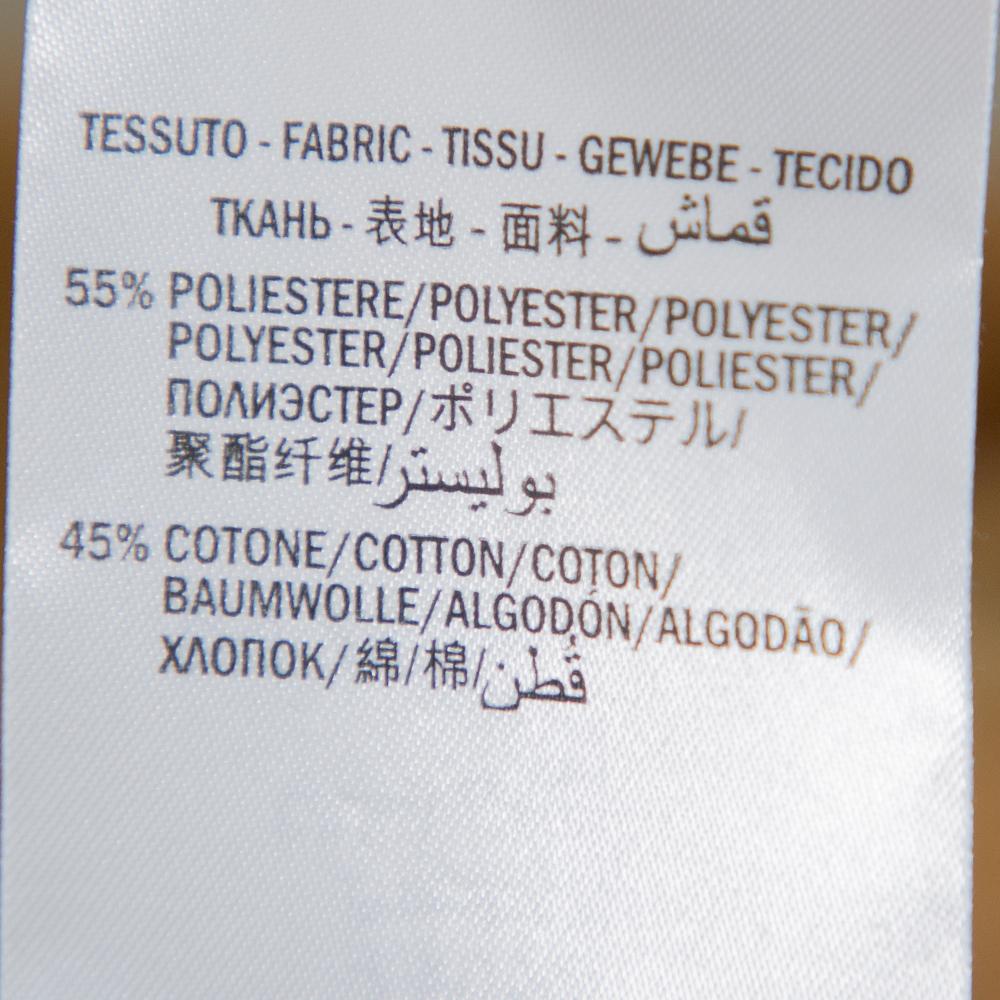 TESSUTO - FABRIC - TISSU - GEWEBE - TECIDO
ТКАНЬ - 表地 - 面料 - قماش
55% POLIESTERE/POLYESTER/POLYESTER/
POLYESTER/POLIESTER/POLIESTER/
ПОЛИЭСТЕР/ポリエステル/
聚酯纤维/بوليستر
45% COTONE/COTTON/COTON/
BAUMWOLLE/ALGODÓN/ALGODÃO/
ХЛОПОК/綿/棉/قُطن